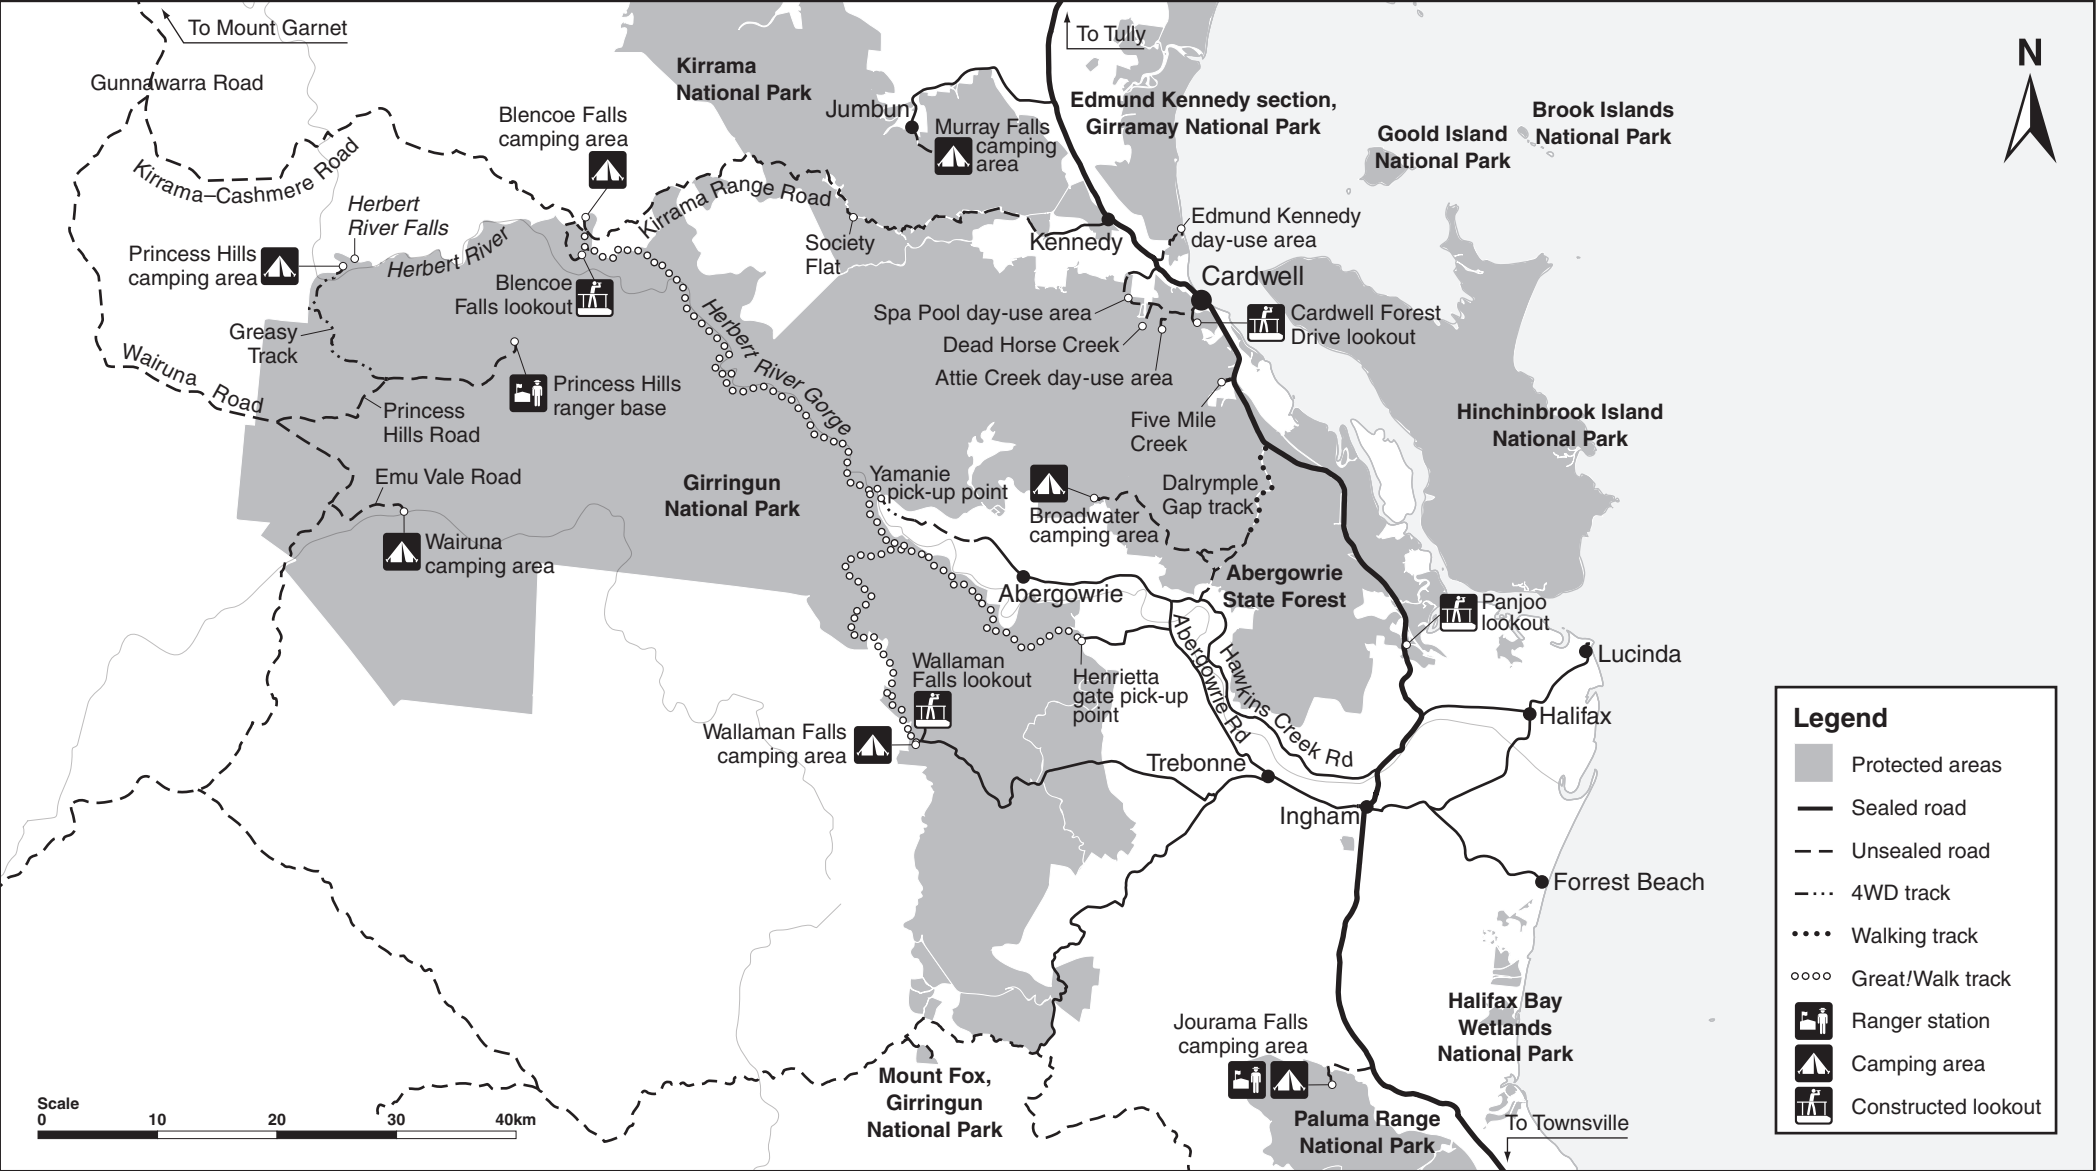 To Mount Garnet
To Tully
N
Gunnawarra Road
Kirrama
National Park
Jumbun
Edmund Kennedy section,
Girramay National Park
Brook Islands
National Park
Goold Island
National Park
Blencoe Falls
camping area
Murray Falls
camping
area
Kirrama–Cashmere Road
Herbert
River Falls
Kirrama Range Road
Society
Flat
Kennedy
Edmund Kennedy
day-use area
Princess Hills
camping area
Herbert River
Blencoe
Falls lookout
Cardwell
Spa Pool day-use area
Cardwell Forest
Drive lookout
Dead Horse Creek
Attie Creek day-use area
Greasy
Track
Herbert River Gorge
Wairuna Road
Princess Hills
ranger base
Princess
Hills Road
Five Mile
Creek
Hinchinbrook Island
National Park
Emu Vale Road
Girringun
National Park
Yamanie
pick-up point
Dalrymple
Gap track
Broadwater
camping area
Wairuna
camping area
Abergowrie
Abergowrie
State Forest
Panjoo
lookout
Lucinda
Abergowrie Rd
Hawkins Creek Rd
Wallaman
Falls lookout
Henrietta
gate pick-up
point
Halifax
Wallaman Falls
camping area
Trebonne
Ingham
Forrest Beach
Halifax Bay
Wetlands
National Park
Jourama Falls
camping area
Mount Fox,
Girringun
National Park
Paluma Range
National Park
To Townsville
Scale
0 10 20 30 40km
Legend
Protected areas
Sealed road
Unsealed road
4WD track
Walking track
Great!Walk track
Ranger station
Camping area
Constructed lookout